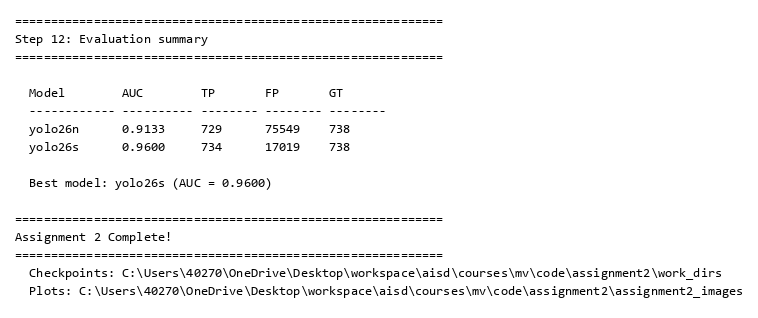 ============================================================
Step 12: Evaluation summary
============================================================
Model AUC TP FP GT
------------ ---------- -------- -------- --------
yolo26n 0.9133 729 75549 738
yolo26s 0.9600 734 17019 738
Best model: yolo26s (AUC = 0.9600)
============================================================
Assignment 2 Complete!
============================================================
Checkpoints: C:\Users\40270\OneDrive\Desktop\workspace\aisd\courses\mv\code\assignment2\work_dirs
Plots: C:\Users\40270\OneDrive\Desktop\workspace\aisd\courses\mv\code\assignment2\assignment2_images